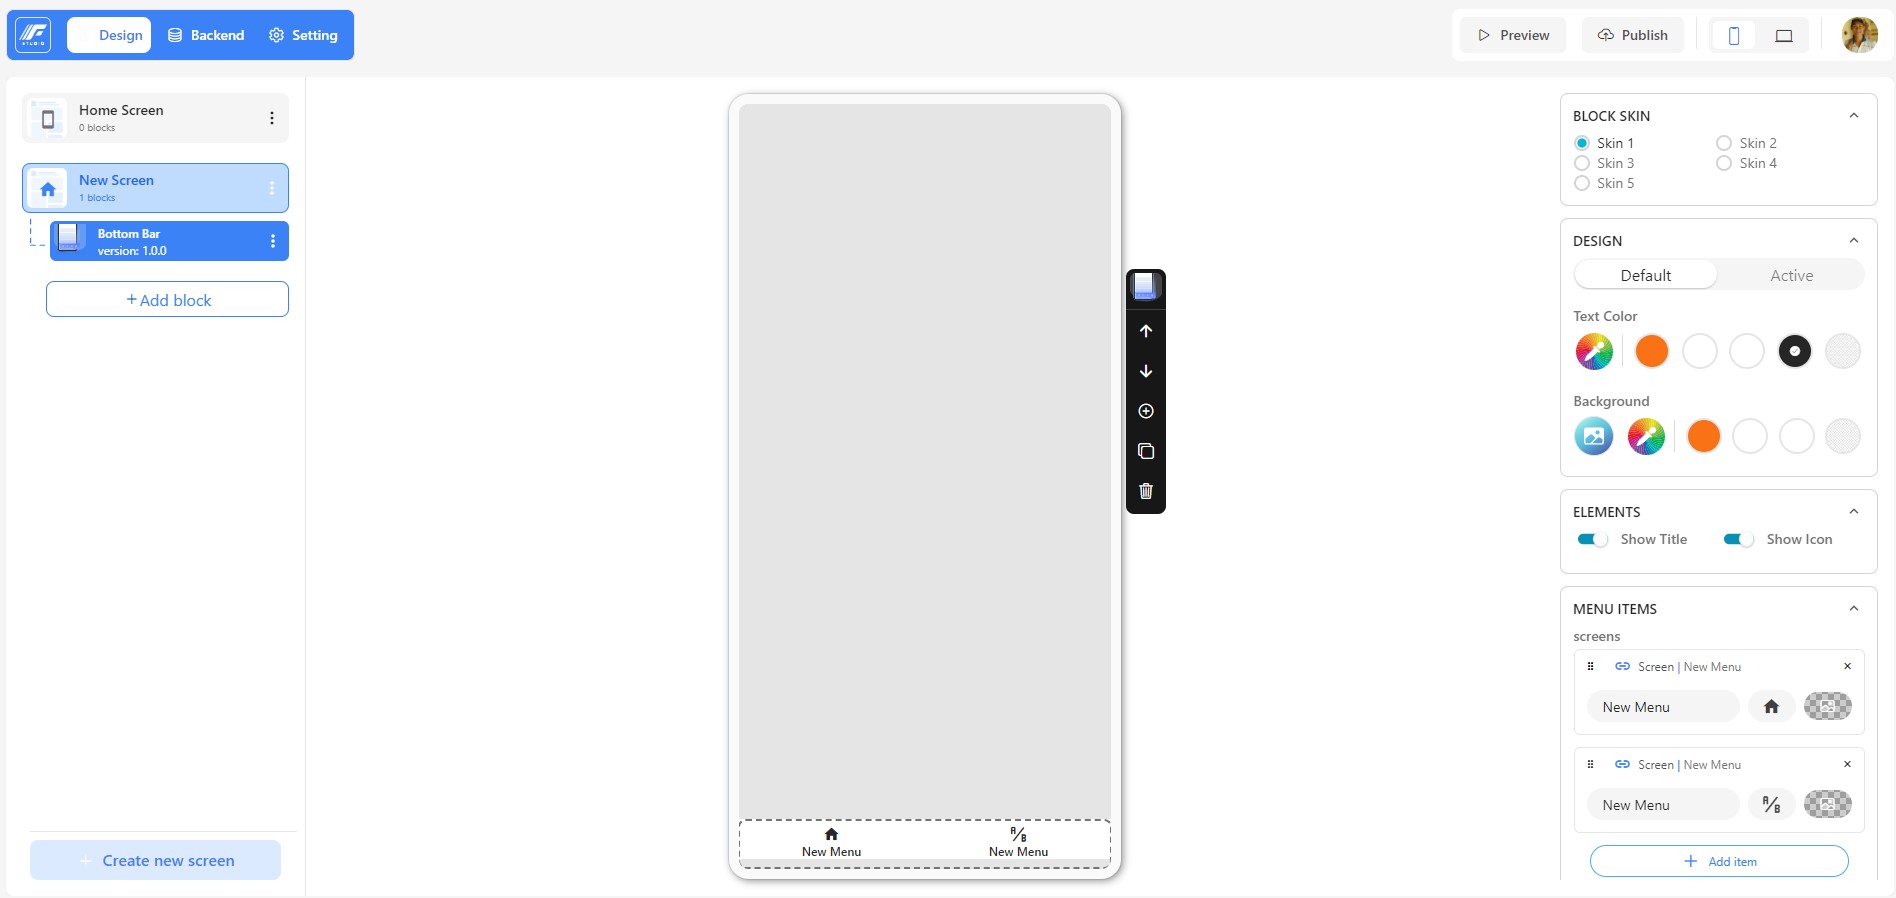 STUDIO
Design
Backend
Setting
Preview
Publish
Home Screen
0 blocks
New Screen
1 blocks
Bottom Bar
version: 1.0.0
+ Add block
+ Create new screen
New Menu
A/B
New Menu
BLOCK SKIN
Skin 1
Skin 2
Skin 3
Skin 4
Skin 5
DESIGN
Default
Active
Text Color
Background
ELEMENTS
Show Title
Show Icon
MENU ITEMS
screens
Screen | New Menu
New Menu
Screen | New Menu
New Menu
A/B
+ Add item